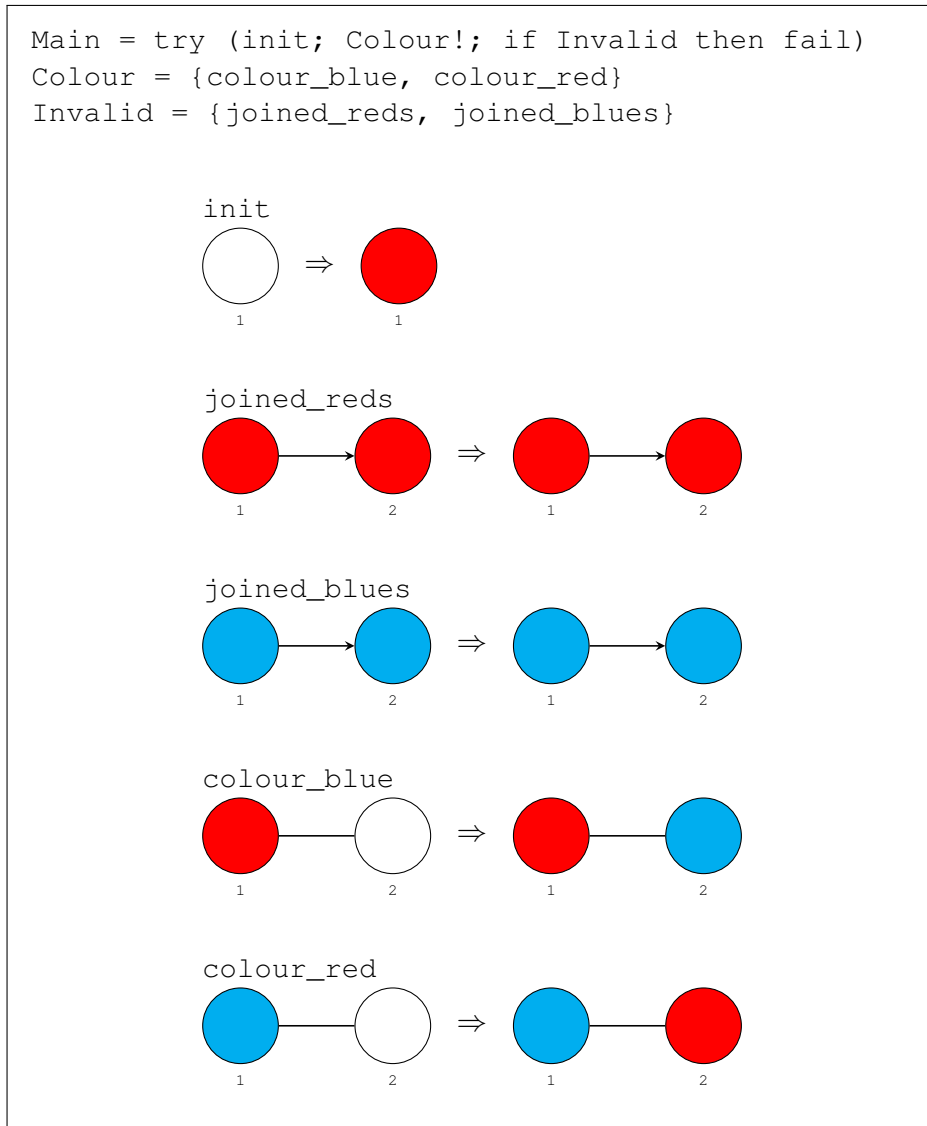 Main = try (init; Colour!; if Invalid then fail)
Colour = {colour_blue, colour_red}
Invalid = {joined_reds, joined_blues}
init
⇒
1 1
joined_reds
⇒
1 2 1 2
joined_blues
⇒
1 2 1 2
colour_blue
⇒
1 2 1 2
colour_red
⇒
1 2 1 2